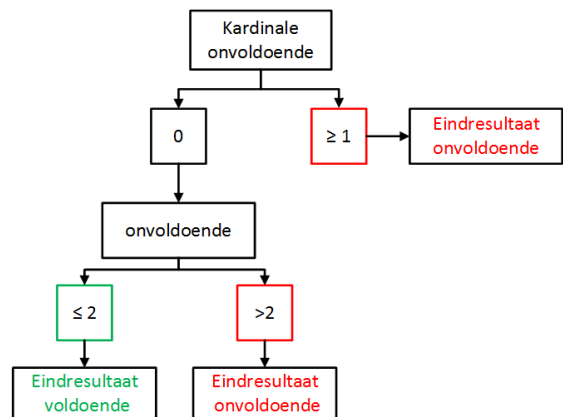 Kardinale
onvoldoende
0
≥ 1
Eindresultaat
onvoldoende
onvoldoende
≤ 2
>2
Eindresultaat
voldoende
Eindresultaat
onvoldoende